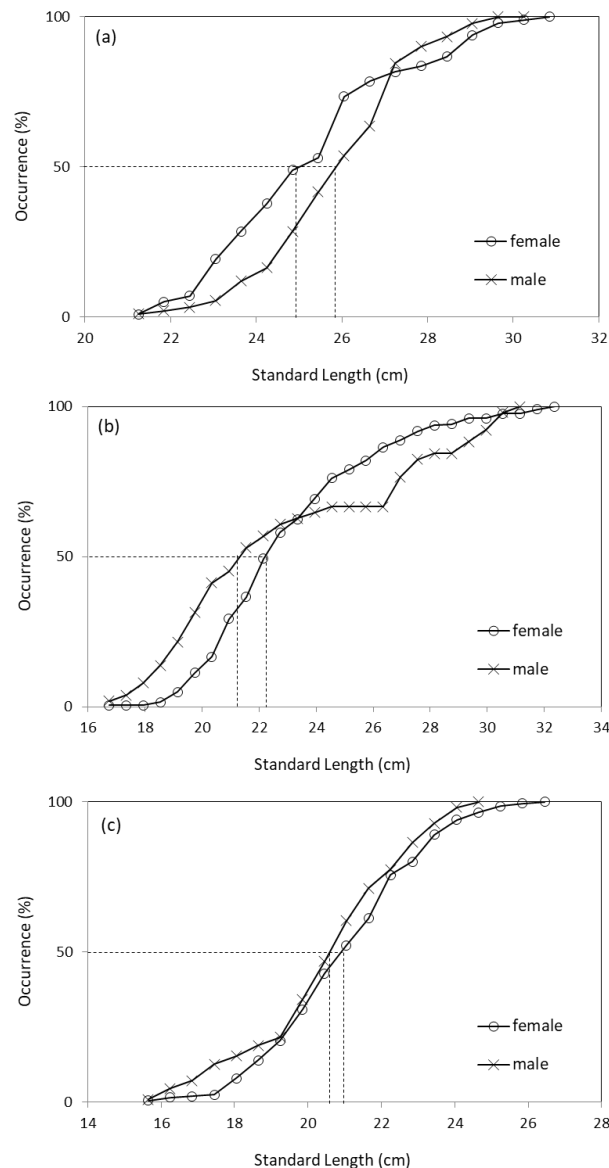 (a)
100
50
0
Occurrence (%)
female
male
20 22 24 26 28 30 32
Standard Length (cm)
(b)
100
50
0
Occurrence (%)
female
male
16 18 20 22 24 26 28 30 32 34
Standard Length (cm)
(c)
100
50
0
Occurrence (%)
female
male
14 16 18 20 22 24 26 28
Standard Length (cm)